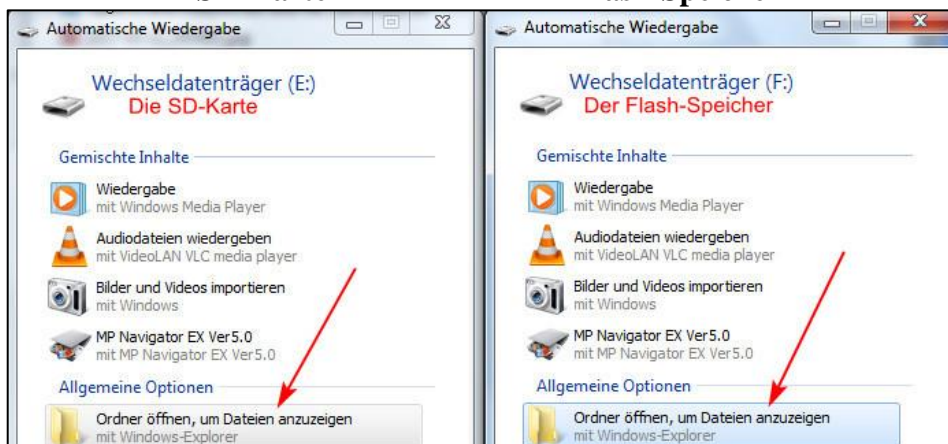 Automatische Wiedergabe
Wechseldatenträger (E:)
Die SD-Karte
Gemischte Inhalte
Wiedergabe
mit Windows Media Player
Audiodateien wiedergeben
mit VideoLAN VLC media player
Bilder und Videos importieren
mit Windows
MP Navigator EX Ver5.0
mit MP Navigator EX Ver5.0
Allgemeine Optionen
Ordner öffnen, um Dateien anzuzeigen
mit Windows-Explorer
Automatische Wiedergabe
Wechseldatenträger (F:)
Der Flash-Speicher
Gemischte Inhalte
Wiedergabe
mit Windows Media Player
Audiodateien wiedergeben
mit VideoLAN VLC media player
Bilder und Videos importieren
mit Windows
MP Navigator EX Ver5.0
mit MP Navigator EX Ver5.0
Allgemeine Optionen
Ordner öffnen, um Dateien anzuzeigen
mit Windows-Explorer